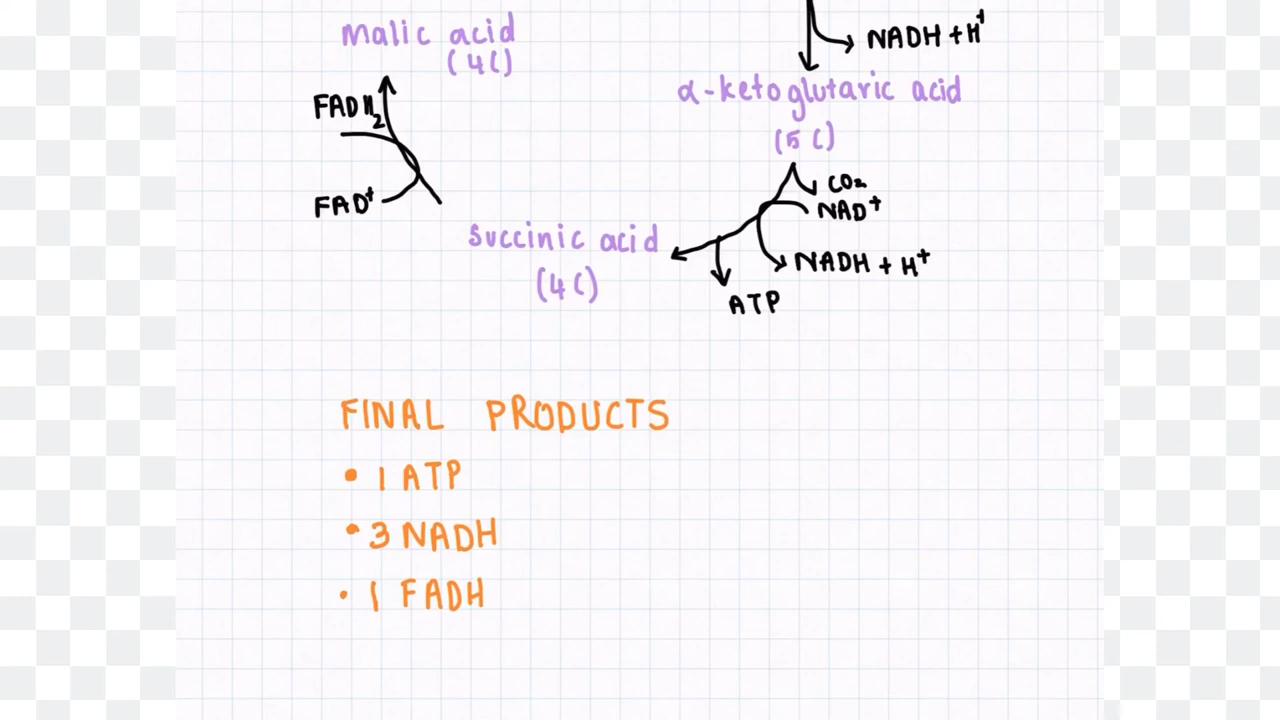 Malic acid
(4C)
NADH + H⁺
α-ketoglutaric acid
(5C)
FADH₂
FAD⁺
CO₂
NAD⁺
NADH + H⁺
ATP
Succinic acid
(4C)
FINAL PRODUCTS
• 1 ATP
• 3 NADH
• 1 FADH